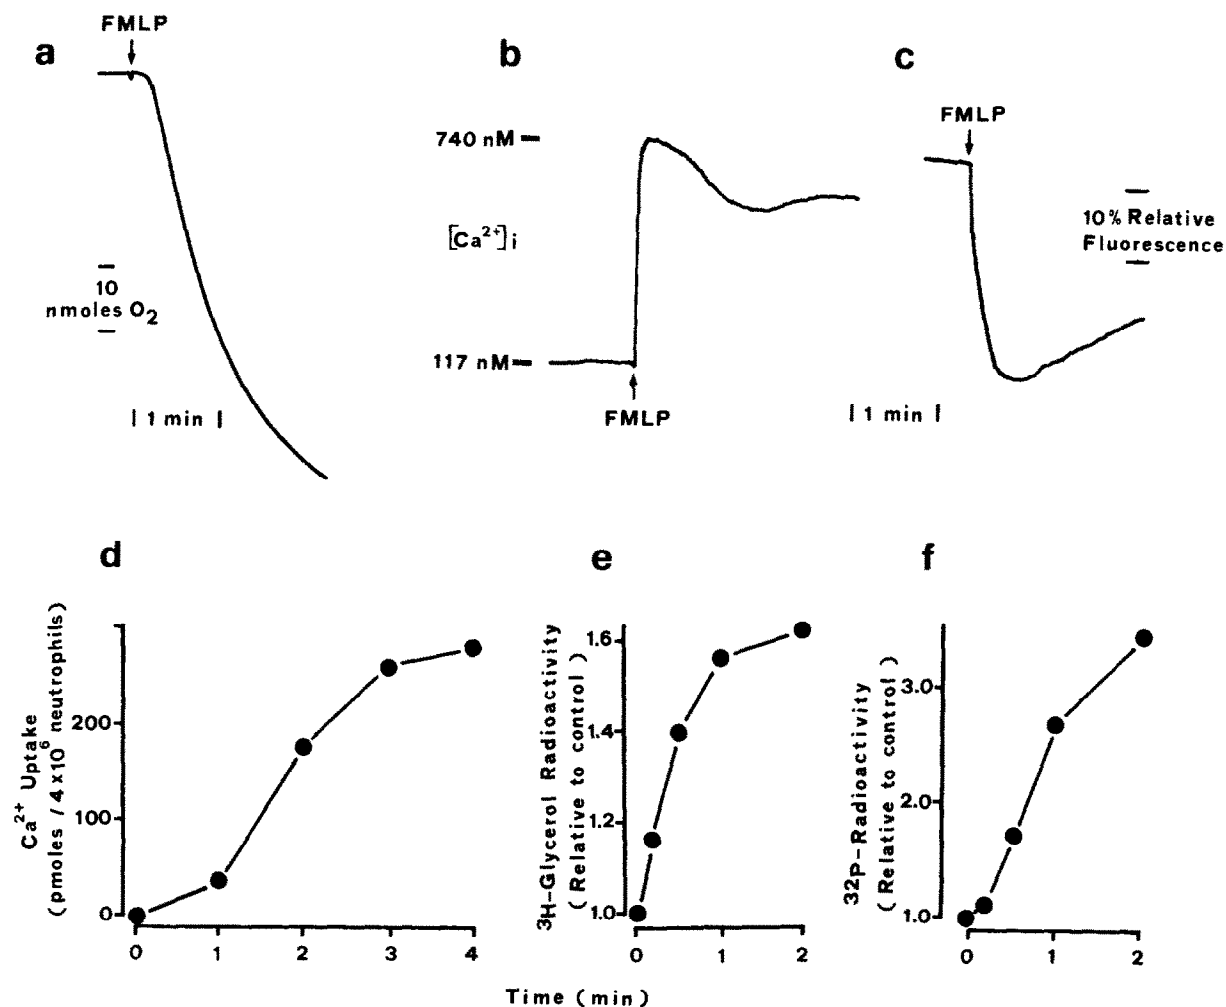 a
FMLP
10
nmoles O2
| 1 min |
b
740 nM
[Ca2+]i
117 nM
FMLP
c
FMLP
10% Relative
Fluorescence
| 1 min |
d
Ca2+ Uptake
(pmoles / 4×10^6 neutrophils)
200
100
0
0 1 2 3 4
e
3H-Glycerol Radioactivity
(Relative to control)
1.6
1.4
1.2
1.0
0 1 2
f
32P-Radioactivity
(Relative to control)
3.0
2.0
1.0
0 1 2
Time (min)